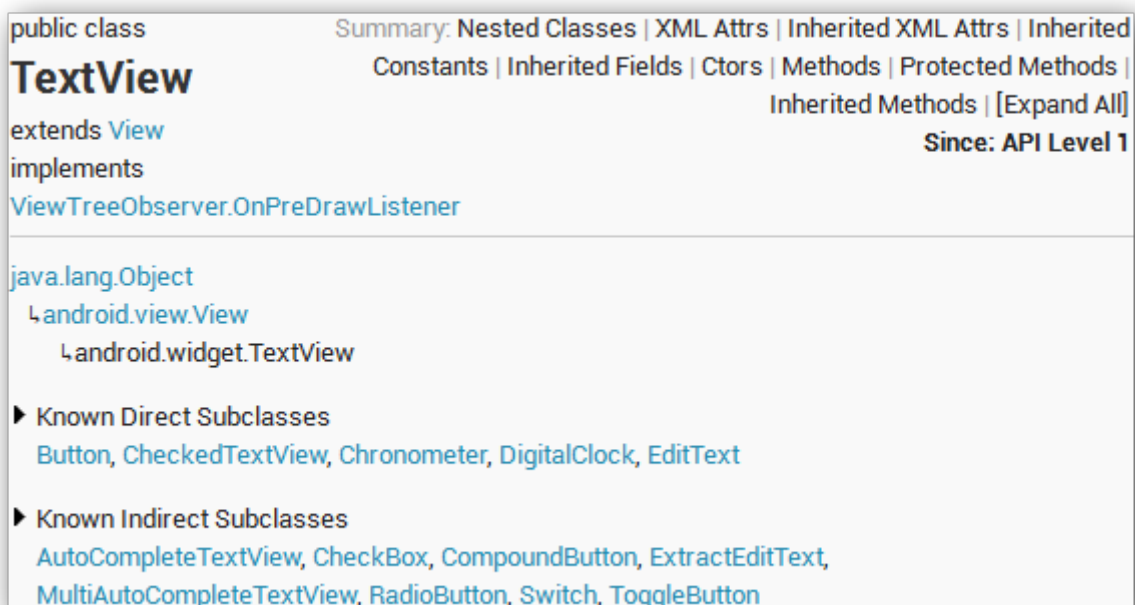 public class
Summary: Nested Classes | XML Attrs | Inherited XML Attrs | Inherited
TextView
Constants | Inherited Fields | Ctors | Methods | Protected Methods |
Inherited Methods | [Expand All]
extends View
Since: API Level 1
implements
ViewTreeObserver.OnPreDrawListener
java.lang.Object
↳android.view.View
↳android.widget.TextView
Known Direct Subclasses
Button, CheckedTextView, Chronometer, DigitalClock, EditText
Known Indirect Subclasses
AutoCompleteTextView, CheckBox, CompoundButton, ExtractEditText,
MultiAutoCompleteTextView, RadioButton, Switch, ToggleButton